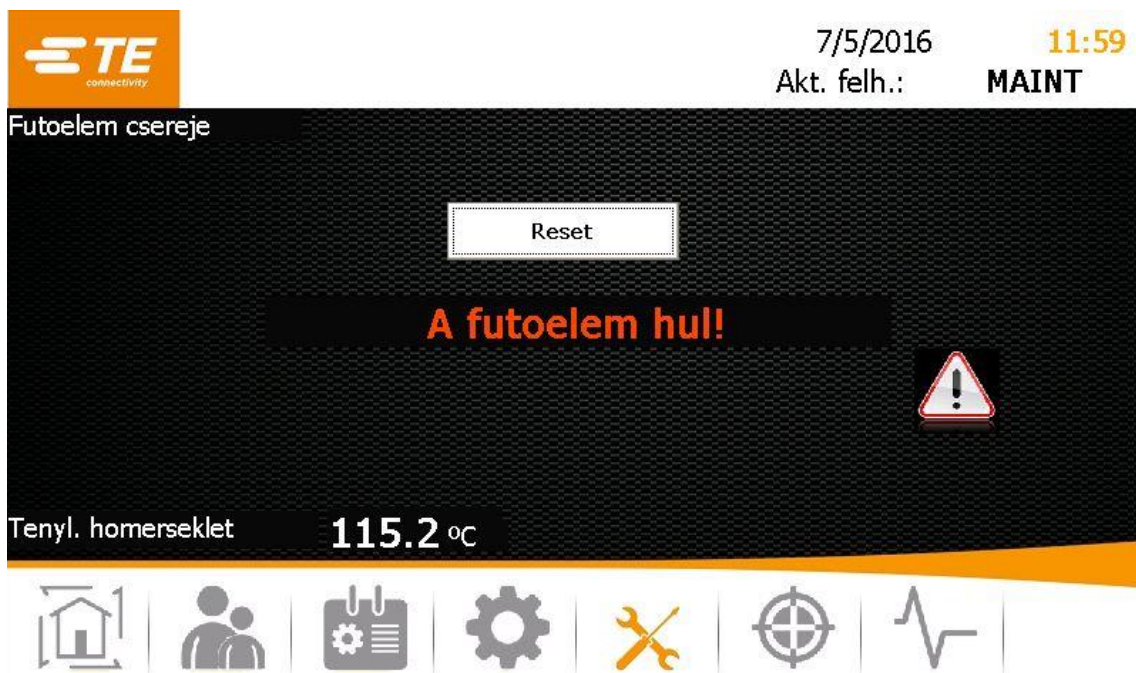 TE
connectivity
7/5/2016 11:59
Akt. felh.: MAINT
Futoelem csereje
Reset
A futoelem hul!
Tenyl. homerseklet 115.2 ºC